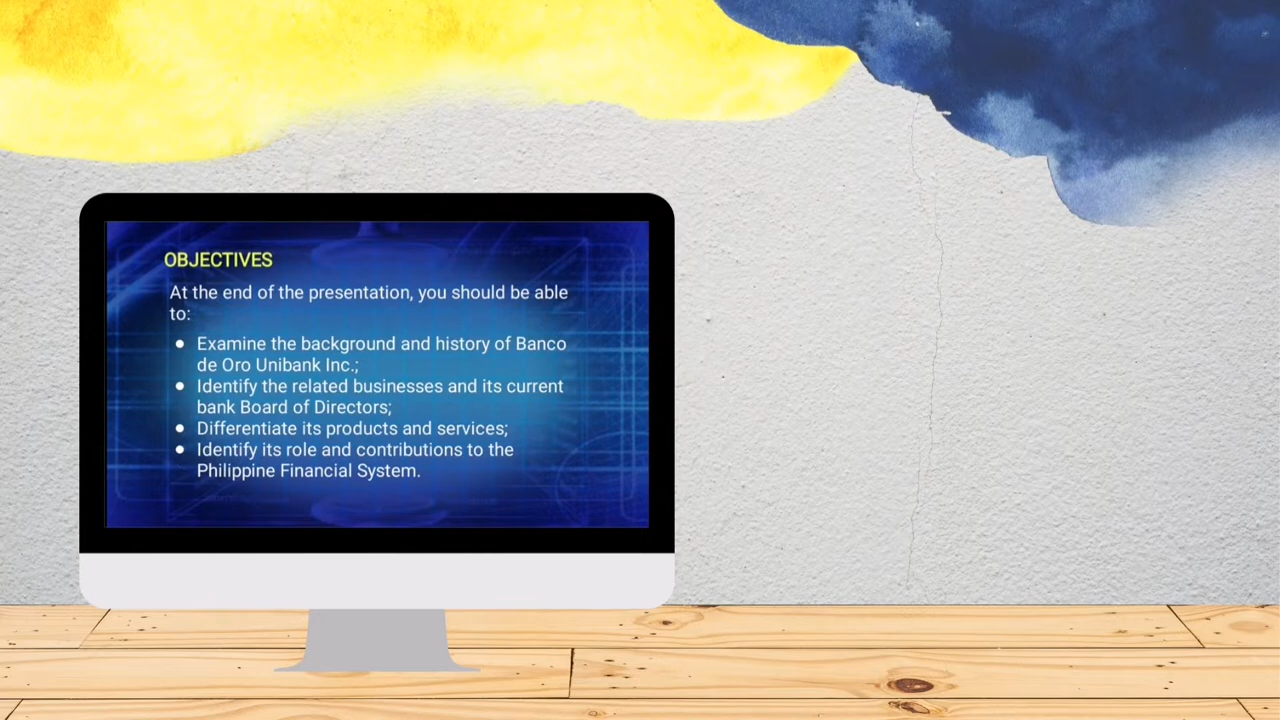 OBJECTIVES
At the end of the presentation, you should be able
to:
● Examine the background and history of Banco
de Oro Unibank Inc.;
● Identify the related businesses and its current
bank Board of Directors;
● Differentiate its products and services;
● Identify its role and contributions to the
Philippine Financial System.